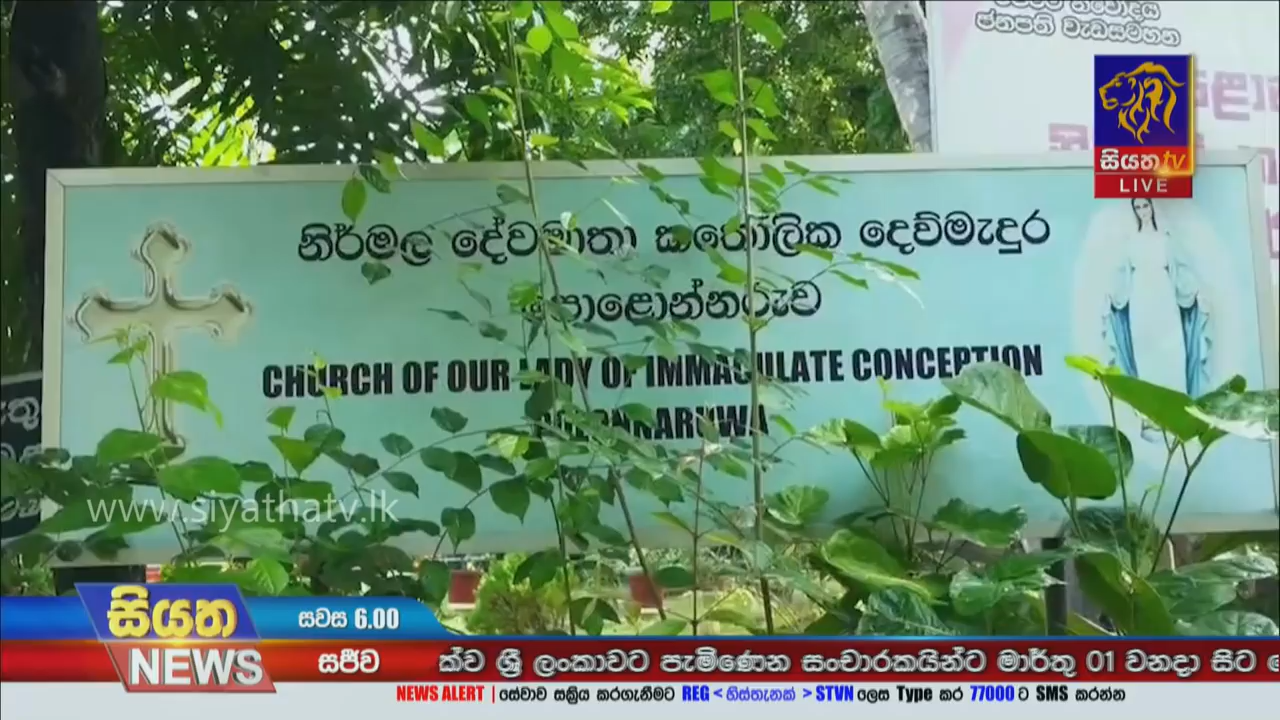 ජනපති වැඩසටහන
සියත tv
LIVE
නිර්මල දේවමාතා කතෝලික දෙව්මැදුර
පොළොන්නරුව
CHURCH OF OUR LADY OF IMMACULATE CONCEPTION
POLONNARUWA
www.siyathatv.lk
සියත
NEWS
සවස 6.00
සජීව
ක්ව ශ්‍රී ලංකාවට පැමිණෙන සංචාරකයින්ට මාර්තු 01 වනදා සිට
NEWS ALERT | සේවාව සක්‍රිය කරගැනීමට REG < හිස්තැනක් > STVN ලෙස Type කර 77000 ට SMS කරන්න